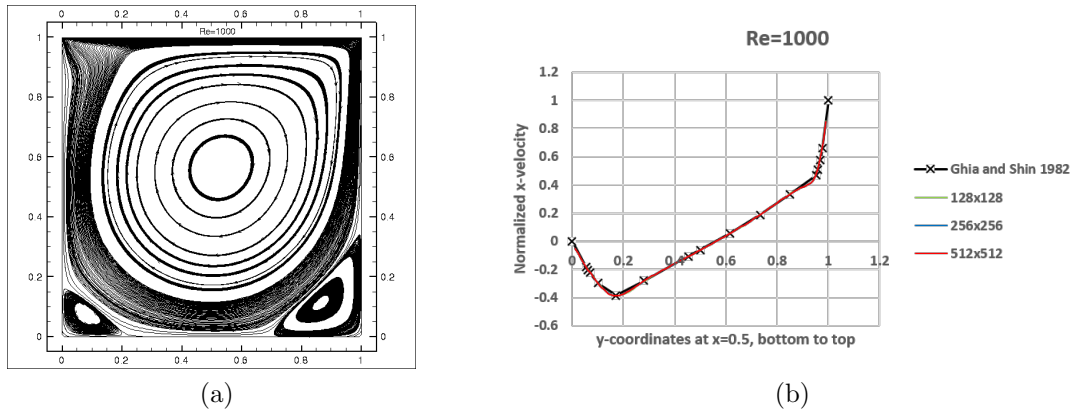 0 0.2 0.4 0.6 0.8 1
Re=1000
1 1
0.8 0.8
0.6 0.6
0.4 0.4
0.2 0.2
0 0
0 0.2 0.4 0.6 0.8 1
(a)
Re=1000
1.2
1
0.8
0.6
0.4
0.2
0
-0.2
-0.4
-0.6
0 0.2 0.4 0.6 0.8 1 1.2
Normalized x-velocity
y-coordinates at x=0.5, bottom to top
Ghia and Shin 1982
128x128
256x256
512x512
(b)